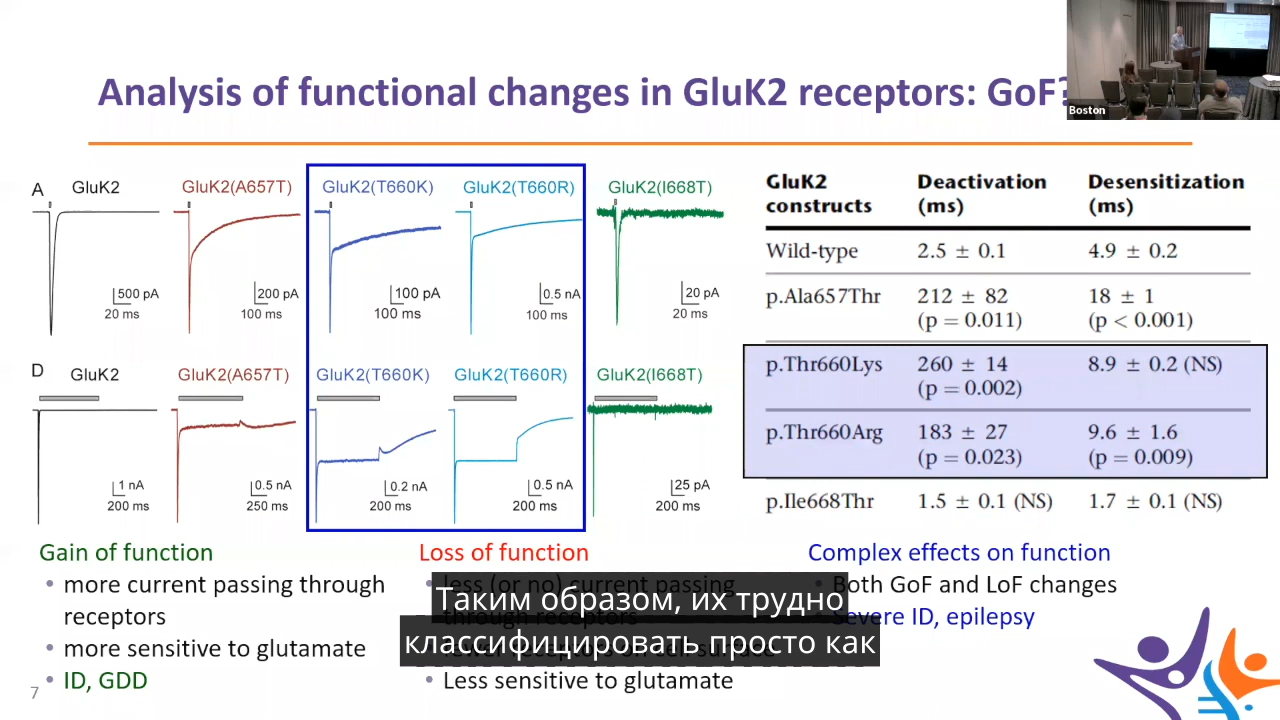 Analysis of functional changes in GluK2 receptors: GoF?
Boston
A
GluK2
GluK2(A657T)
GluK2(T660K)
GluK2(T660R)
GluK2(I668T)
500 pA
20 ms
200 pA
100 ms
100 pA
100 ms
0.5 nA
100 ms
20 pA
20 ms
D
GluK2
GluK2(A657T)
GluK2(T660K)
GluK2(T660R)
GluK2(I668T)
1 nA
200 ms
0.5 nA
250 ms
0.2 nA
200 ms
0.5 nA
200 ms
25 pA
200 ms
GluK2 constructs Deactivation (ms) Desensitization (ms)
Wild-type 2.5 ± 0.1 4.9 ± 0.2
p.Ala657Thr 212 ± 82 18 ± 1
(p = 0.011) (p < 0.001)
p.Thr660Lys 260 ± 14 8.9 ± 0.2 (NS)
(p = 0.002)
p.Thr660Arg 183 ± 27 9.6 ± 1.6
(p = 0.023) (p = 0.009)
p.Ile668Thr 1.5 ± 0.1 (NS) 1.7 ± 0.1 (NS)
Gain of function
• more current passing through
receptors
• more sensitive to glutamate
• ID, GDD
Loss of function
• less (or no) current passing
through receptors
• Less sensitive to glutamate
Complex effects on function
• Both GoF and LoF changes
• Severe ID, epilepsy
Таким образом, их трудно
классифицировать просто как
7